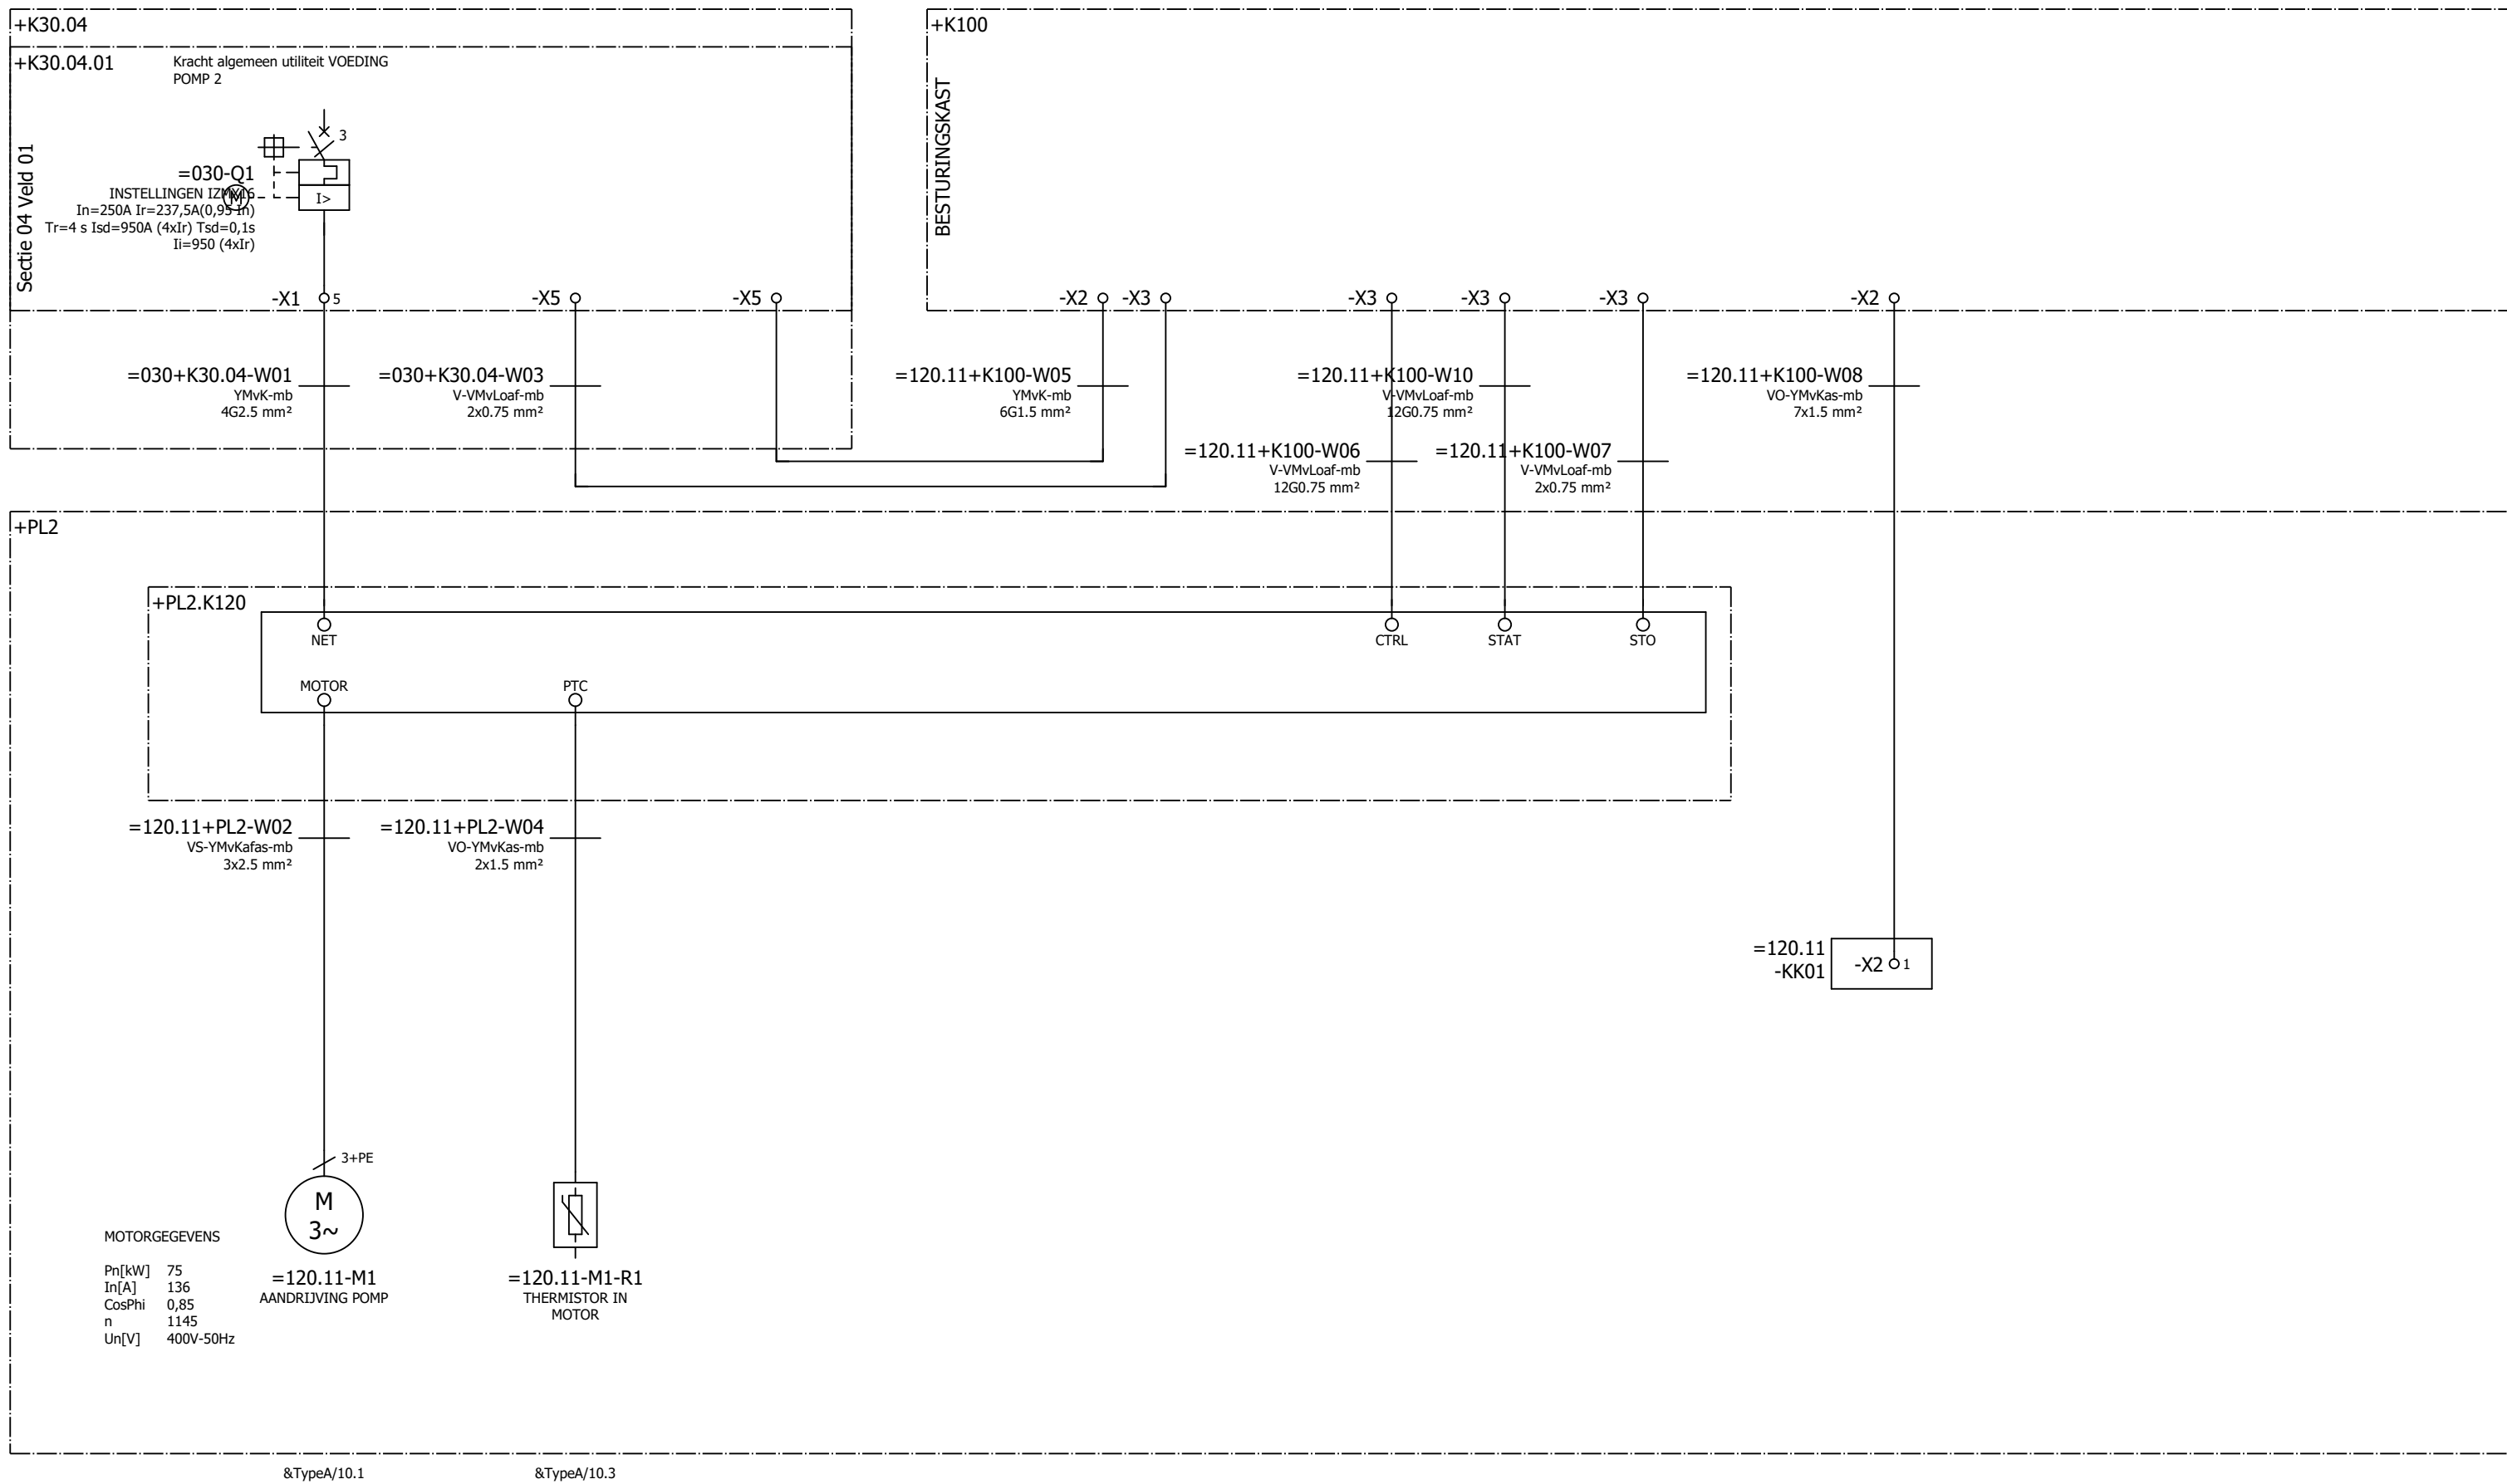 +K30.04
+K100
+K30.04.01
Kracht algemeen utiliteit VOEDING
POMP 2
Sectie 04 Veld 01
BESTURINGSKAST
3
=030-Q1
INSTELLINGEN IZMX16
In=250A Ir=237,5A(0,95 In)
Tr=4 s Isd=950A (4xIr) Tsd=0,1s
Ii=950 (4xIr)
M
I>
-X1
5
-X5
-X5
-X2
-X3
-X3
-X3
-X3
-X2
=030+K30.04-W01
YMvK-mb
4G2.5 mm²
=030+K30.04-W03
V-VMvLoaf-mb
2x0.75 mm²
=120.11+K100-W05
YMvK-mb
6G1.5 mm²
=120.11+K100-W10
V-VMvLoaf-mb
12G0.75 mm²
=120.11+K100-W08
VO-YMvKas-mb
7x1.5 mm²
=120.11+K100-W06
V-VMvLoaf-mb
12G0.75 mm²
=120.11+K100-W07
V-VMvLoaf-mb
2x0.75 mm²
+PL2
+PL2.K120
NET
CTRL
STAT
STO
MOTOR
PTC
=120.11+PL2-W02
VS-YMvKafas-mb
3x2.5 mm²
=120.11+PL2-W04
VO-YMvKas-mb
2x1.5 mm²
=120.11
-KK01
-X2
1
3+PE
M
3~
MOTORGEGEVENS
Pn[kW] 75
In[A] 136
CosPhi 0,85
n 1145
Un[V] 400V-50Hz
=120.11-M1
AANDRIJVING POMP
=120.11-M1-R1
THERMISTOR IN
MOTOR
&TypeA/10.1
&TypeA/10.3